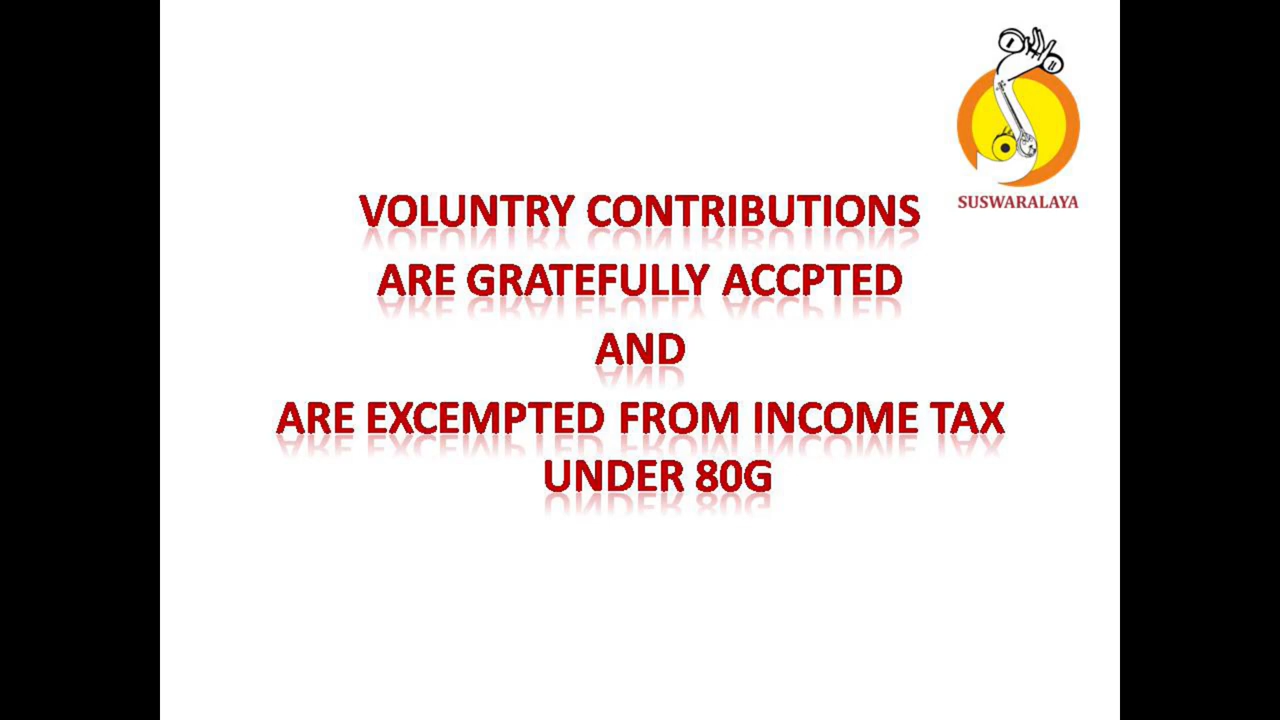 SUSWARALAYA
VOLUNTRY CONTRIBUTIONS
ARE GRATEFULLY ACCPTED
AND
ARE EXCEMPTED FROM INCOME TAX
UNDER 80G